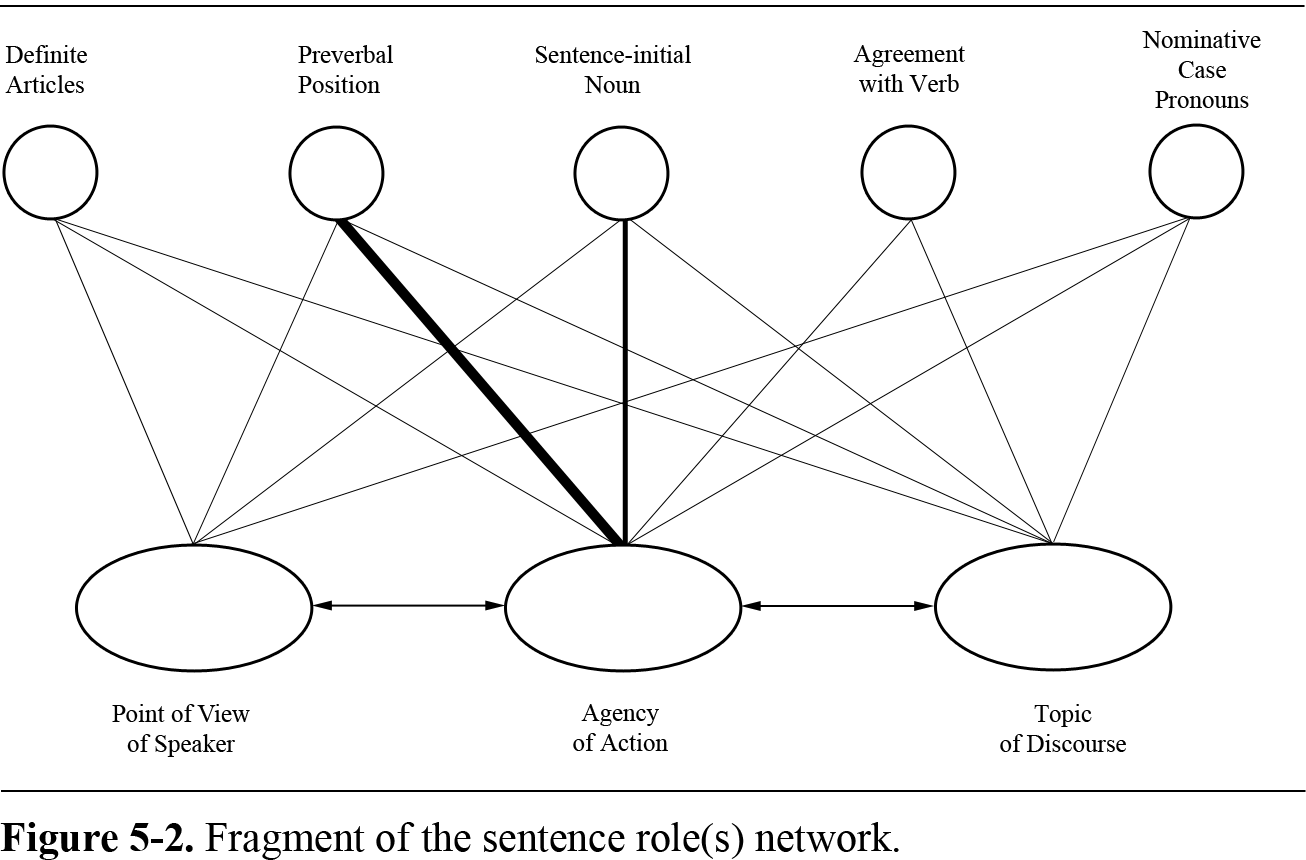 Definite
Articles
Preverbal
Position
Sentence-initial
Noun
Agreement
with Verb
Nominative
Case
Pronouns
Point of View
of Speaker
Agency
of Action
Topic
of Discourse
Figure 5-2. Fragment of the sentence role(s) network.